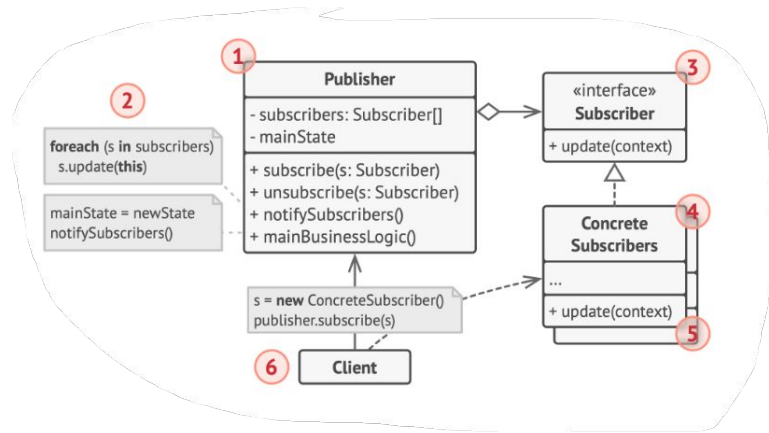 1
Publisher
- subscribers: Subscriber[]
- mainState
+ subscribe(s: Subscriber)
+ unsubscribe(s: Subscriber)
+ notifySubscribers()
+ mainBusinessLogic()
2
foreach (s in subscribers)
s.update(this)
mainState = newState
notifySubscribers()
3
«interface»
Subscriber
+ update(context)
4
Concrete
Subscribers
...
+ update(context)
5
s = new ConcreteSubscriber()
publisher.subscribe(s)
6
Client